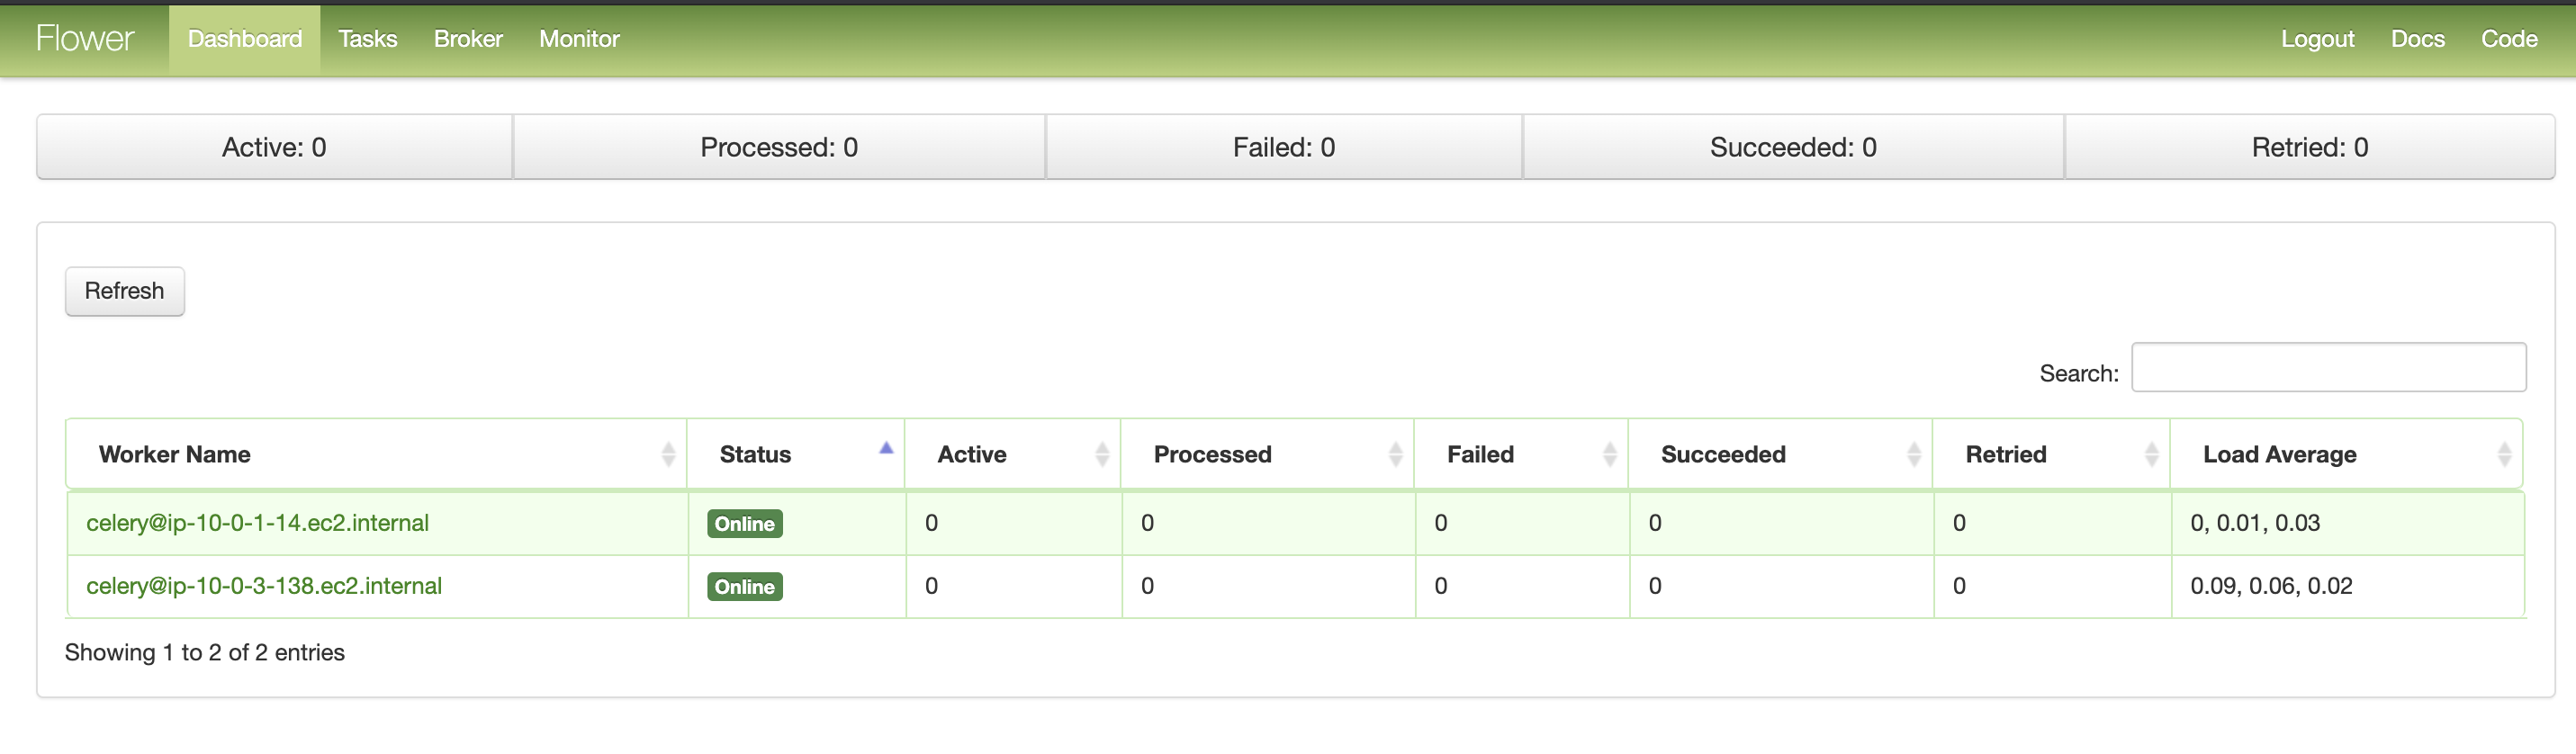 Flower Dashboard Tasks Broker Monitor Logout Docs Code
Active: 0 Processed: 0 Failed: 0 Succeeded: 0 Retried: 0
Refresh
Search:
Worker Name Status Active Processed Failed Succeeded Retried Load Average
celery@ip-10-0-1-14.ec2.internal Online 0 0 0 0 0 0, 0.01, 0.03
celery@ip-10-0-3-138.ec2.internal Online 0 0 0 0 0 0.09, 0.06, 0.02
Showing 1 to 2 of 2 entries